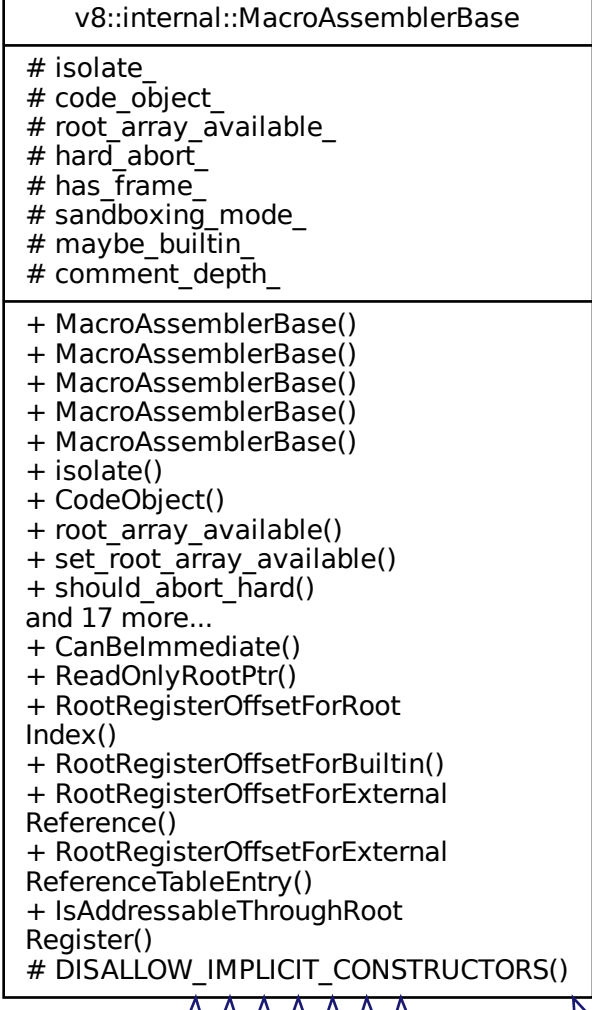 v8::internal::MacroAssemblerBase
# isolate_
# code_object_
# root_array_available_
# hard_abort_
# has_frame_
# sandboxing_mode_
# maybe_builtin_
# comment_depth_
+ MacroAssemblerBase()
+ MacroAssemblerBase()
+ MacroAssemblerBase()
+ MacroAssemblerBase()
+ MacroAssemblerBase()
+ isolate()
+ CodeObject()
+ root_array_available()
+ set_root_array_available()
+ should_abort_hard()
and 17 more...
+ CanBeImmediate()
+ ReadOnlyRootPtr()
+ RootRegisterOffsetForRoot
Index()
+ RootRegisterOffsetForBuiltin()
+ RootRegisterOffsetForExternal
Reference()
+ RootRegisterOffsetForExternal
ReferenceTableEntry()
+ IsAddressableThroughRoot
Register()
# DISALLOW_IMPLICIT_CONSTRUCTORS()